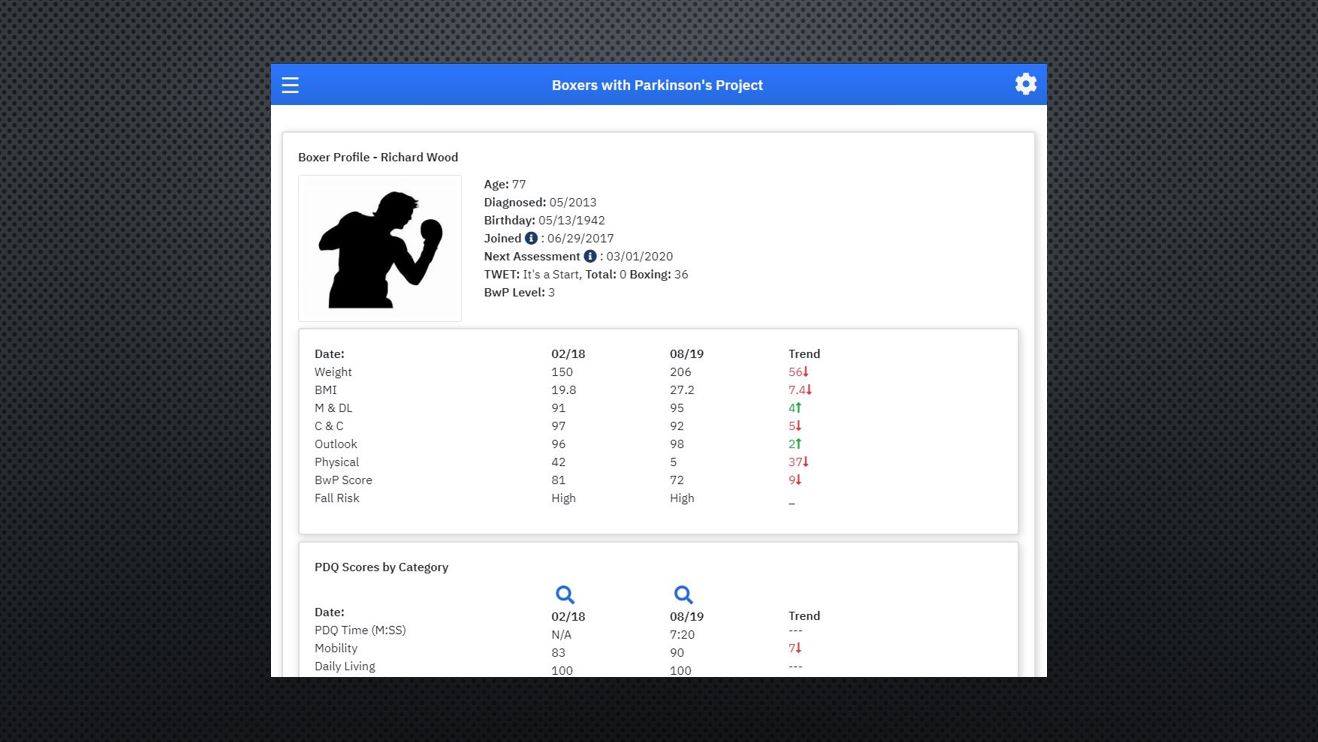 Boxers with Parkinson's Project
Boxer Profile - Richard Wood
Age: 77
Diagnosed: 05/2013
Birthday: 05/13/1942
Joined : 06/29/2017
Next Assessment : 03/01/2020
TWET: It's a Start, Total: 0 Boxing: 36
BwP Level: 3
Date: 02/18 08/19 Trend
Weight 150 206 56↓
BMI 19.8 27.2 7.4↓
M & DL 91 95 4↑
C & C 97 92 5↓
Outlook 96 98 2↑
Physical 42 5 37↓
BwP Score 81 72 9↓
Fall Risk High High _
PDQ Scores by Category
Date: 02/18 08/19 Trend
PDQ Time (M:SS) N/A 7:20 ---
Mobility 83 90 7↓
Daily Living 100 100 ---